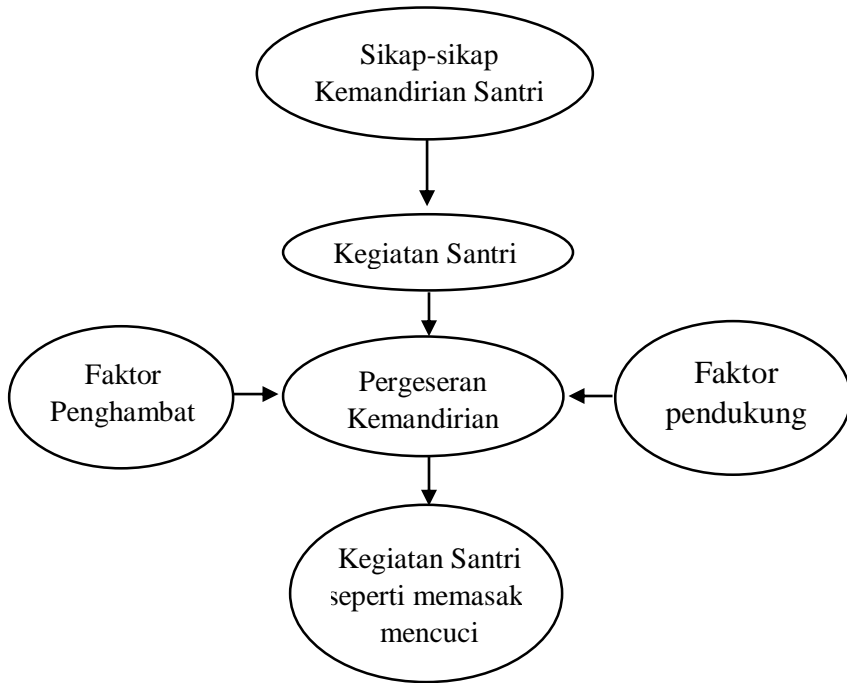 Sikap-sikap
Kemandirian Santri
Kegiatan Santri
Faktor
Penghambat
Pergeseran
Kemandirian
Faktor
pendukung
Kegiatan Santri
seperti memasak
mencuci